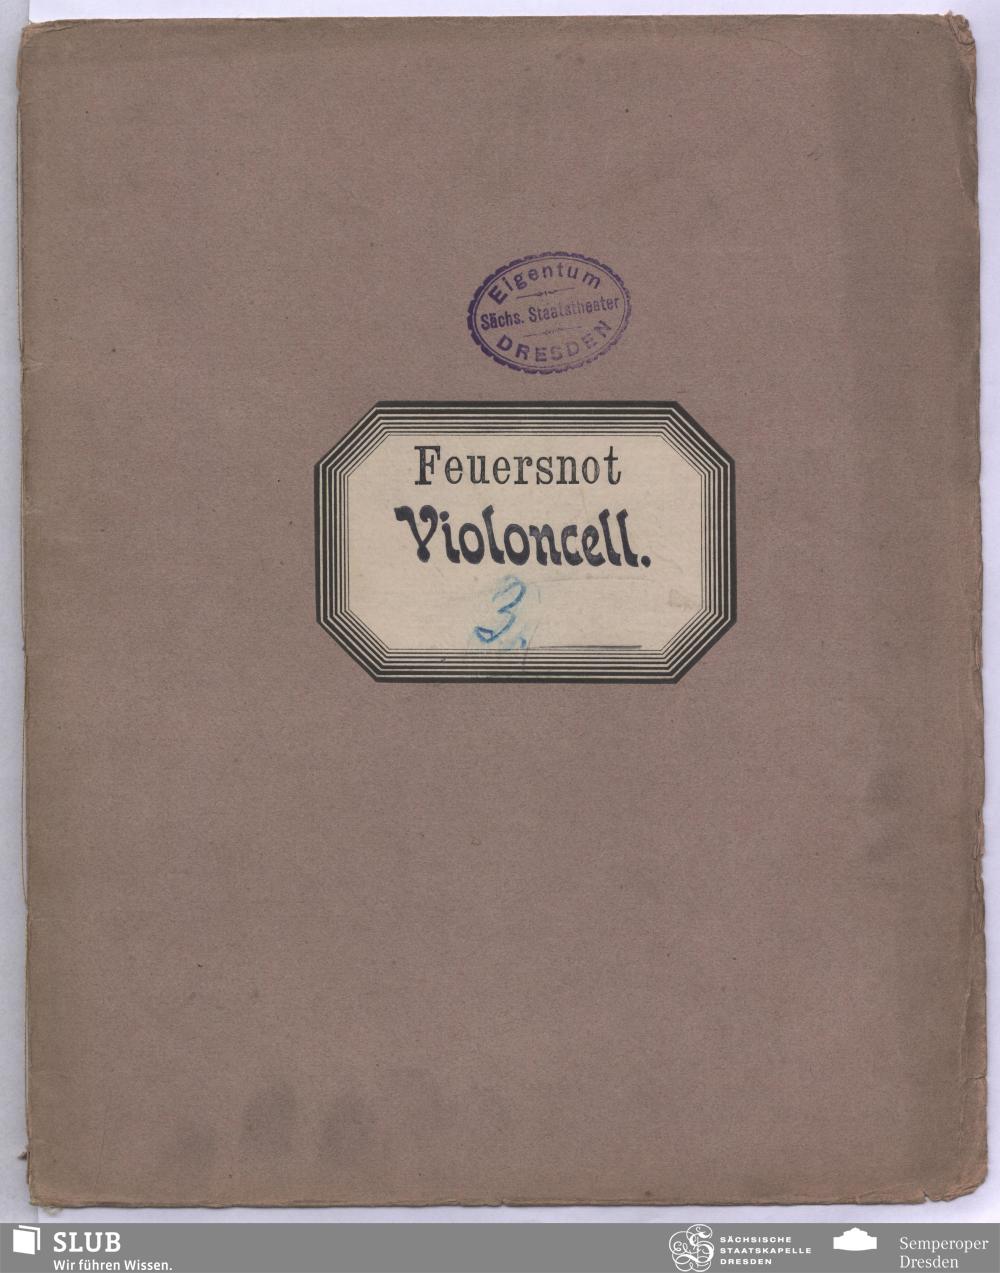 Eigentum
Sächs. Staatstheater
DRESDEN
Feuersnot
Violoncell.
3.
SLUB
Wir führen Wissen.
SÄCHSISCHE
STAATSKAPELLE
DRESDEN
Semperoper
Dresden